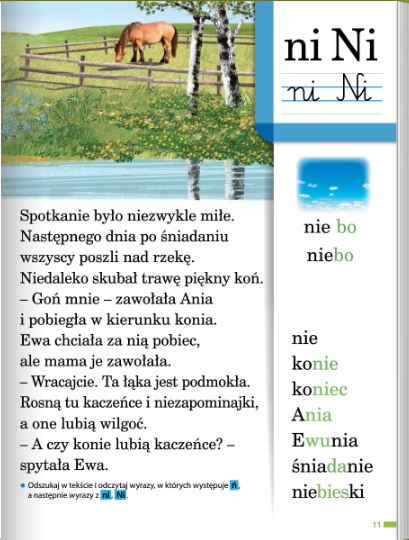 ni Ni
ni Ni
Spotkanie było niezwykle miłe.
Następnego dnia po śniadaniu
wszyscy poszli nad rzekę.
Niedaleko skubał trawę piękny koń.
– Goń mnie – zawołała Ania
i pobiegła w kierunku konia.
Ewa chciała za nią pobiec,
ale mama je zawołała.
– Wracajcie. Ta łąka jest podmokła.
Rosną tu kaczeńce i niezapominajki,
a one lubią wilgoć.
– A czy konie lubią kaczeńce? –
spytała Ewa.
• Odszukaj w tekście i odczytaj wyrazy, w których występuje ń,
a następnie wyrazy z ni, Ni.
nie bo
niebo
nie
konie
koniec
Ania
Ewunia
śniadanie
niebieski
11